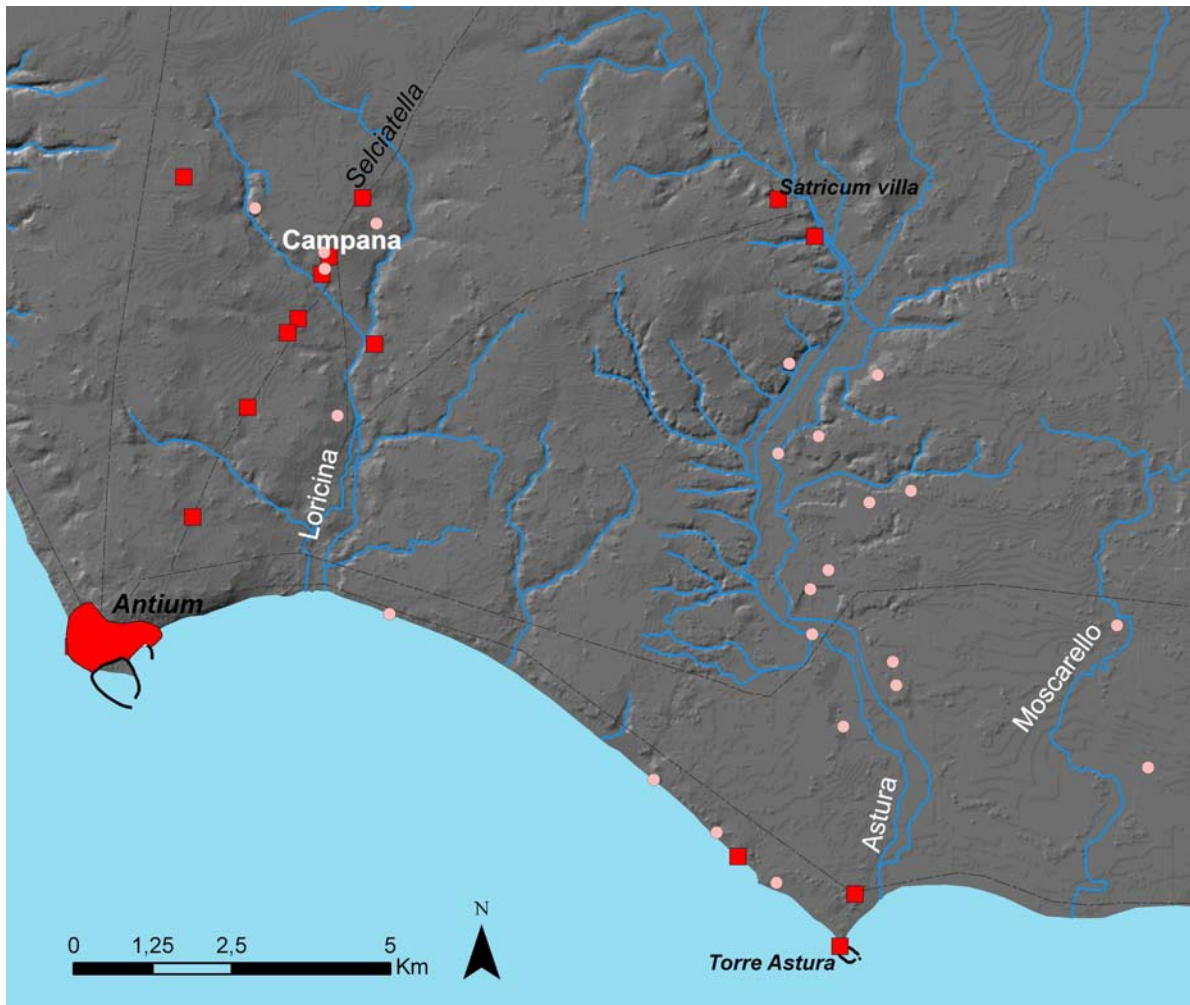 Selciatella
Satricum villa
Campana
Loricina
Antium
Moscarello
Astura
N
0 1,25 2,5 5
Km
Torre Astura